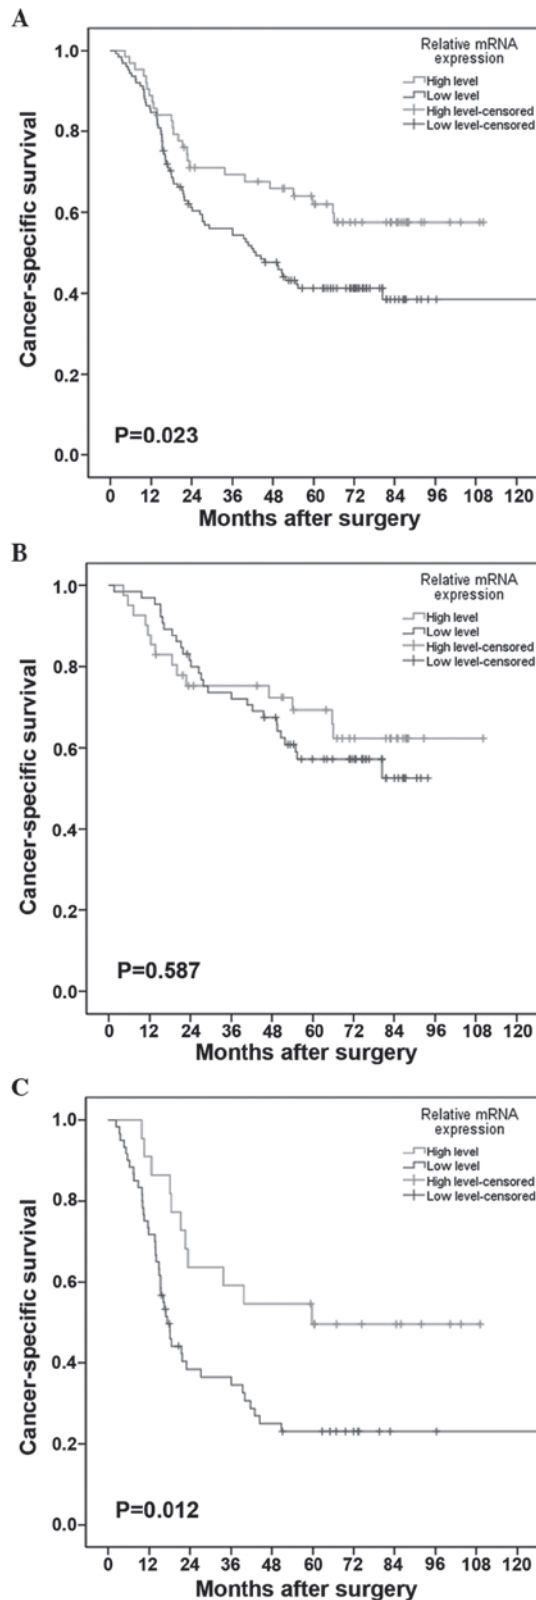 A
Relative mRNA
expression
High level
Low level
High level-censored
Low level-censored
1.0
0.8
0.6
0.4
0.2
0.0
Cancer-specific survival
P=0.023
0 12 24 36 48 60 72 84 96 108 120
Months after surgery
B
Relative mRNA
expression
High level
Low level
High level-censored
Low level-censored
1.0
0.8
0.6
0.4
0.2
0.0
Cancer-specific survival
P=0.587
0 12 24 36 48 60 72 84 96 108 120
Months after surgery
C
Relative mRNA
expression
High level
Low level
High level-censored
Low level-censored
1.0
0.8
0.6
0.4
0.2
0.0
Cancer-specific survival
P=0.012
0 12 24 36 48 60 72 84 96 108 120
Months after surgery